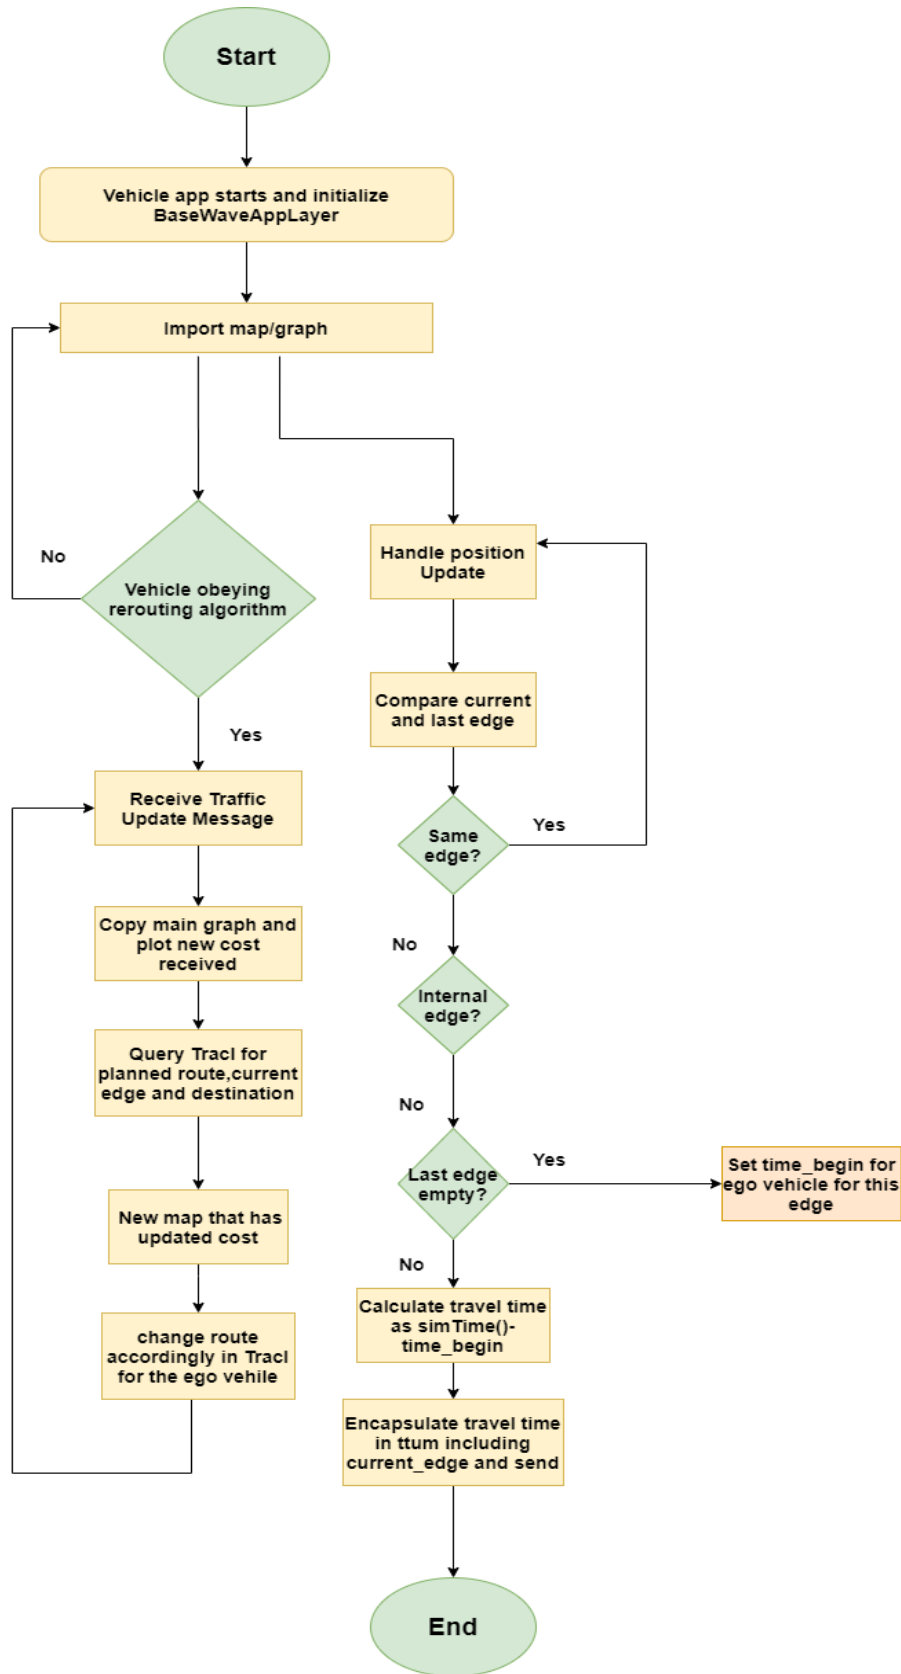 Start
Vehicle app starts and initialize
BaseWaveAppLayer
Import map/graph
No
Vehicle obeying
rerouting algorithm
Yes
Receive Traffic
Update Message
Copy main graph and
plot new cost
received
Query TracI for
planned route,current
edge and destination
New map that has
updated cost
change route
accordingly in TracI
for the ego vehile
Handle position
Update
Compare current
and last edge
Same
edge?
Yes
No
Internal
edge?
No
Last edge
empty?
Yes
Set time_begin for
ego vehicle for this
edge
No
Calculate travel time
as simTime()-
time_begin
Encapsulate travel time
in ttum including
current_edge and send
End